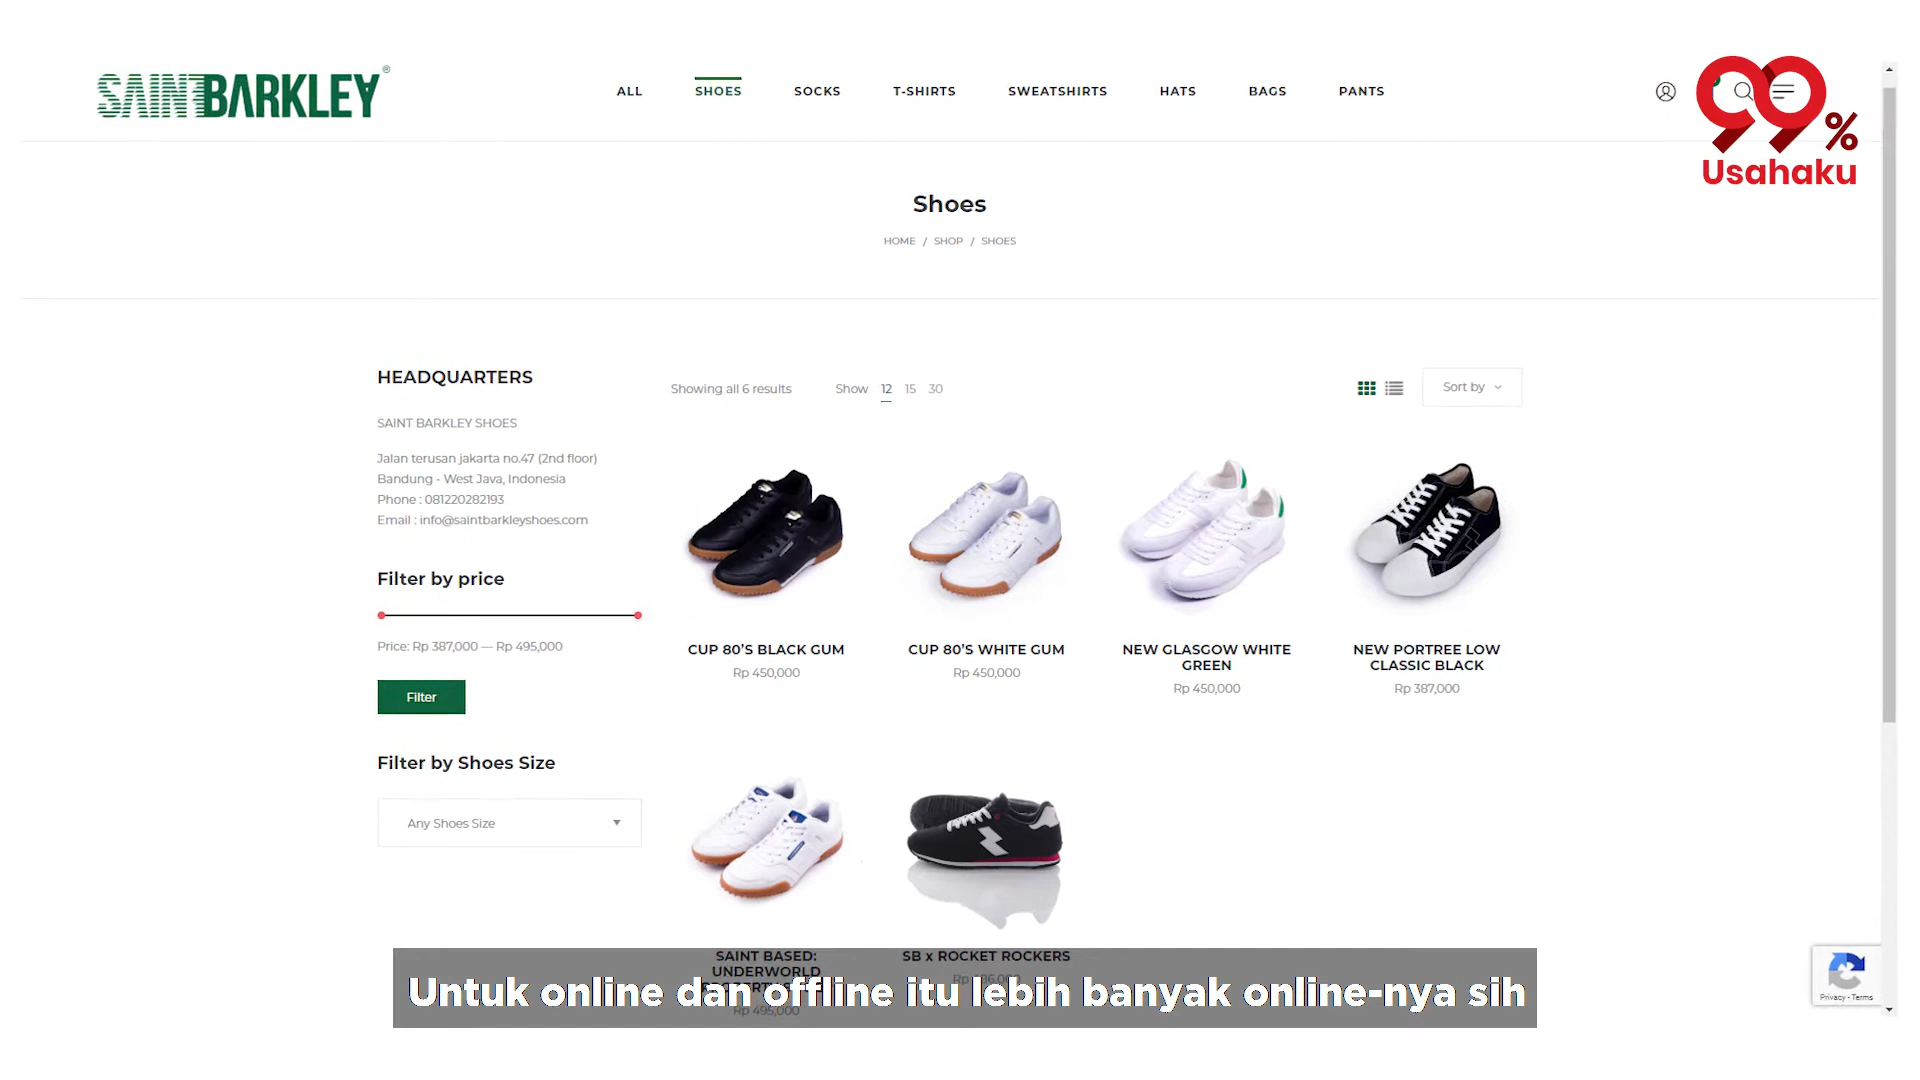 SAINTBARKLEY®
ALL SHOES SOCKS T-SHIRTS SWEATSHIRTS HATS BAGS PANTS
99%
Usahaku
Shoes
HOME / SHOP / SHOES
HEADQUARTERS
SAINT BARKLEY SHOES
Jalan terusan jakarta no.47 (2nd floor)
Bandung - West Java, Indonesia
Phone : 081220282193
Email : info@saintbarkleyshoes.com
Filter by price
Price: Rp 387,000 — Rp 495,000
Filter
Filter by Shoes Size
Any Shoes Size
Showing all 6 results Show 12 15 30
Sort by
CUP 80’S BLACK GUM
Rp 450,000
CUP 80’S WHITE GUM
Rp 450,000
NEW GLASGOW WHITE
GREEN
Rp 450,000
NEW PORTREE LOW
CLASSIC BLACK
Rp 387,000
SAINT BASED:
UNDERWORLD
Rp 495,000
SB x ROCKET ROCKERS
Rp
Untuk online dan offline itu lebih banyak online-nya sih
Privacy - Terms